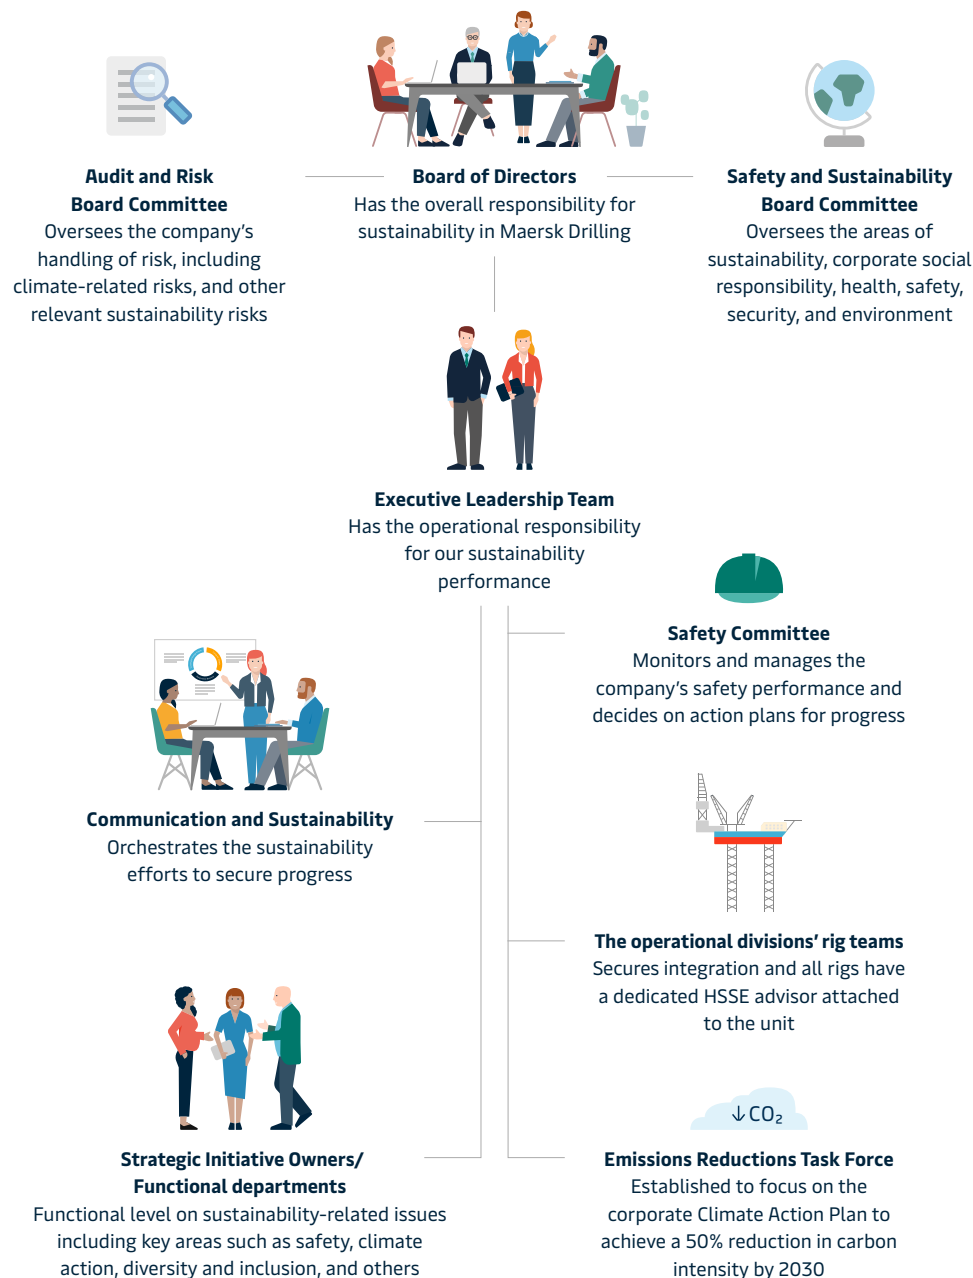 Audit and Risk
Board Committee
Oversees the company's
handling of risk, including
climate-related risks, and other
relevant sustainability risks
Board of Directors
Has the overall responsibility for
sustainability in Maersk Drilling
Safety and Sustainability
Board Committee
Oversees the areas of
sustainability, corporate social
responsibility, health, safety,
security, and environment
Executive Leadership Team
Has the operational responsibility
for our sustainability
performance
Safety Committee
Monitors and manages the
company's safety performance and
decides on action plans for progress
Communication and Sustainability
Orchestrates the sustainability
efforts to secure progress
The operational divisions' rig teams
Secures integration and all rigs have
a dedicated HSSE advisor attached
to the unit
Strategic Initiative Owners/
Functional departments
Functional level on sustainability-related issues
including key areas such as safety, climate
action, diversity and inclusion, and others
↓ CO₂
Emissions Reductions Task Force
Established to focus on the
corporate Climate Action Plan to
achieve a 50% reduction in carbon
intensity by 2030